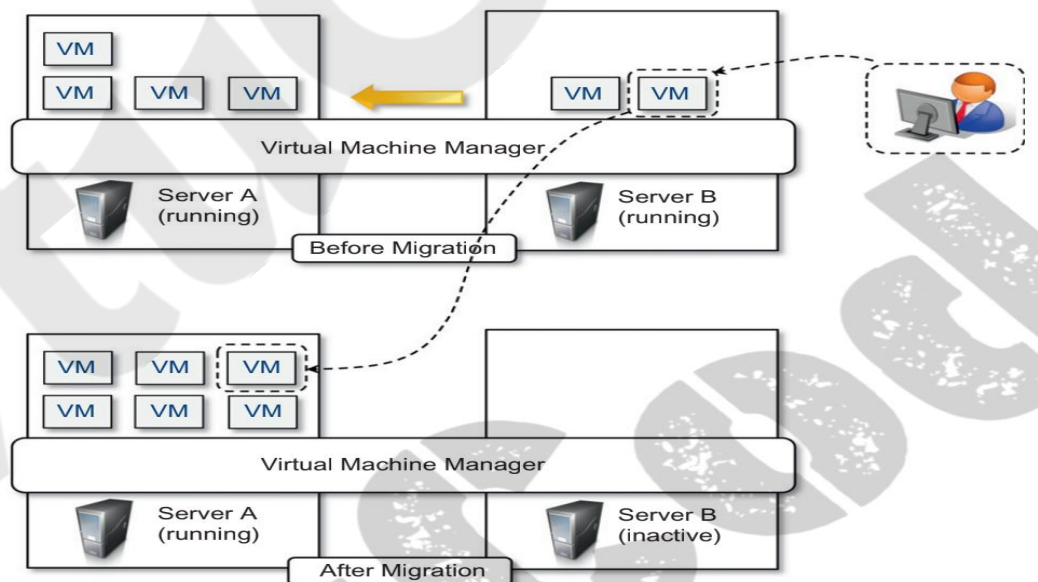 VM
VM VM VM
VM VM
Virtual Machine Manager
Server A
(running)
Server B
(running)
Before Migration
VM VM VM
VM VM VM
Virtual Machine Manager
Server A
(running)
Server B
(inactive)
After Migration